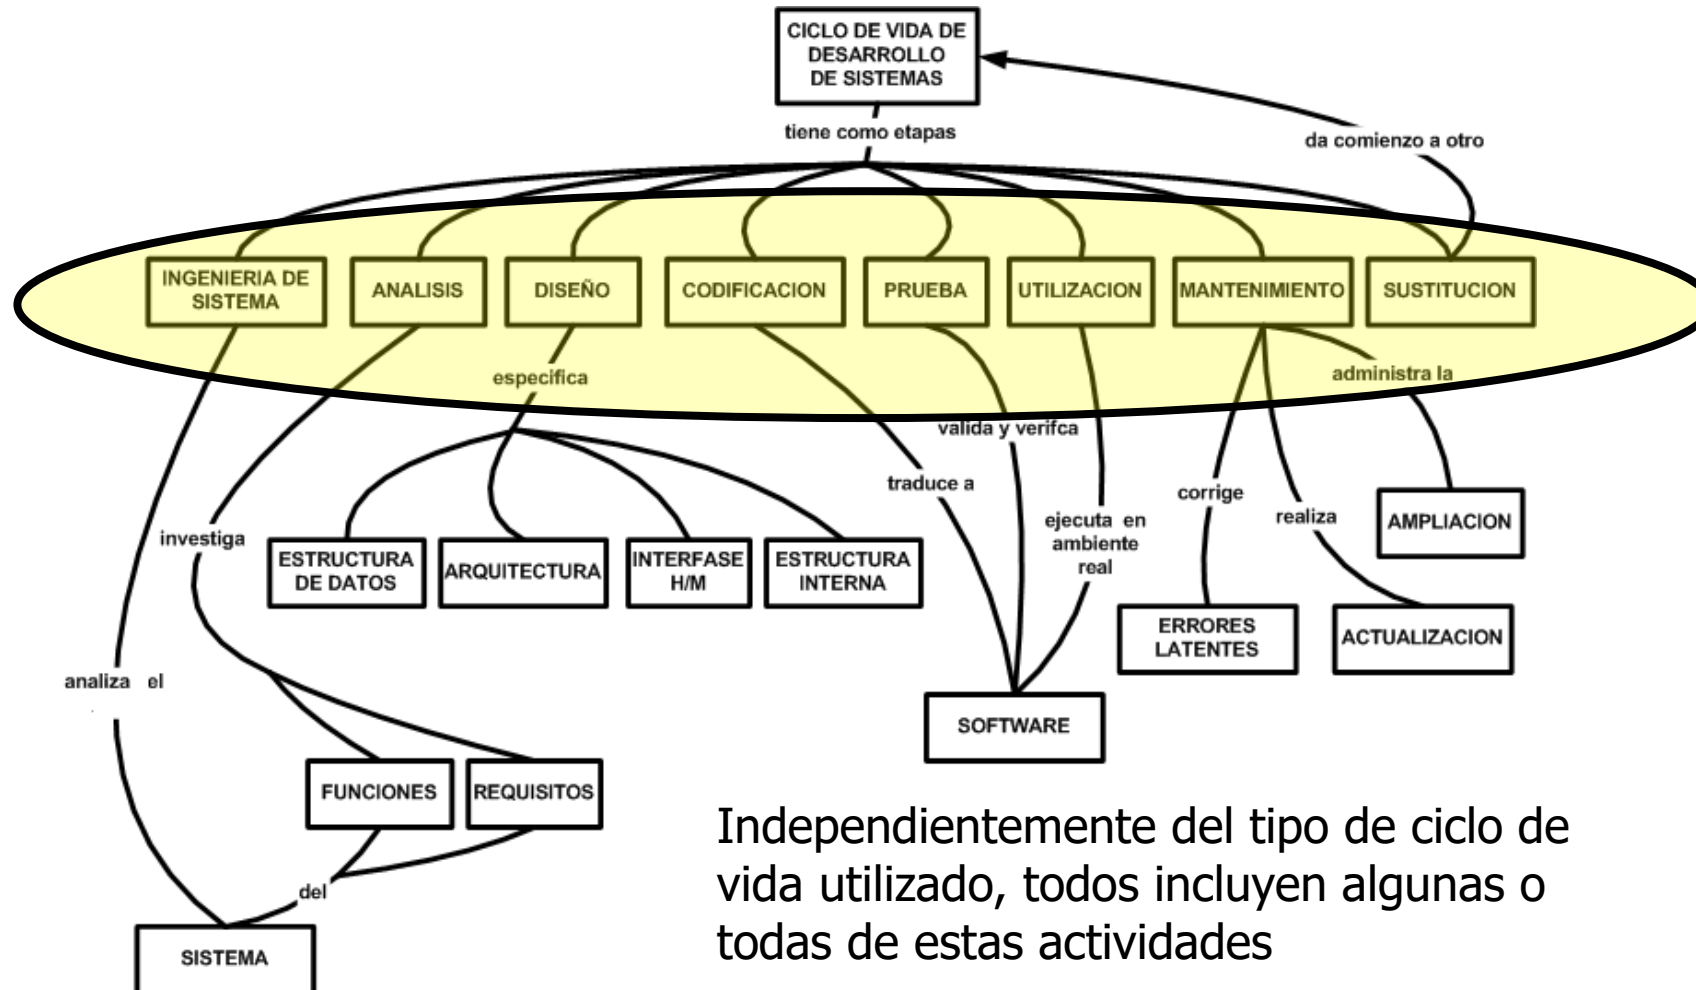 CICLO DE VIDA DE
DESARROLLO
DE SISTEMAS
tiene como etapas
da comienzo a otro
INGENIERIA DE
SISTEMA
ANALISIS
DISEÑO
CODIFICACION
PRUEBA
UTILIZACION
MANTENIMIENTO
SUSTITUCION
especifica
administra la
valida y verifca
traduce a
corrige
realiza
AMPLIACION
investiga
ejecuta en
ambiente
real
ESTRUCTURA
DE DATOS
ARQUITECTURA
INTERFASE
H/M
ESTRUCTURA
INTERNA
ERRORES
LATENTES
ACTUALIZACION
analiza el
SOFTWARE
FUNCIONES
REQUISITOS
Independientemente del tipo de ciclo de
vida utilizado, todos incluyen algunas o
todas de estas actividades
del
SISTEMA